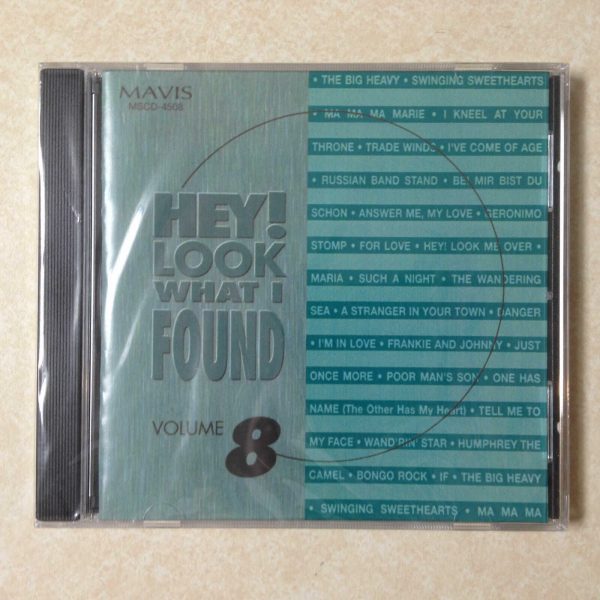 MAVIS
MSCD-4508
HEY!
LOOK
WHAT I
FOUND
VOLUME 8
• THE BIG HEAVY • SWINGING SWEETHEARTS
• MA MA MA MARIE • I KNEEL AT YOUR
THRONE • TRADE WINDS • I'VE COME OF AGE
• RUSSIAN BAND STAND • BEI MIR BIST DU
SCHON • ANSWER ME, MY LOVE • GERONIMO
STOMP • FOR LOVE • HEY! LOOK ME OVER •
MARIA • SUCH A NIGHT • THE WANDERING
SEA • A STRANGER IN YOUR TOWN • DANGER
• I'M IN LOVE • FRANKIE AND JOHNNY • JUST
ONCE MORE • POOR MAN'S SON • ONE HAS
NAME (The Other Has My Heart) • TELL ME TO
MY FACE • WAND'RIN' STAR • HUMPHREY THE
CAMEL • BONGO ROCK • IF • THE BIG HEAVY
• SWINGING SWEETHEARTS • MA MA MA